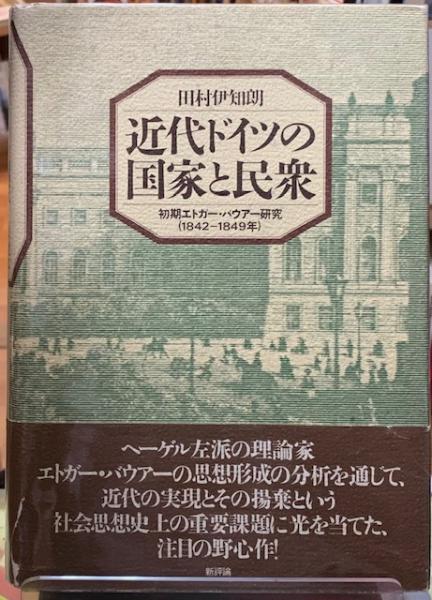 田村伊知朗
近代ドイツの
国家と民衆
初期エトガー・バウアー研究
(1842−1849年)
ヘーゲル左派の理論家
エトガー・バウアーの思想形成の分析を通じて、
近代の実現とその揚棄という
社会思想史上の重要課題に光を当てた、
注目の野心作!
新評論